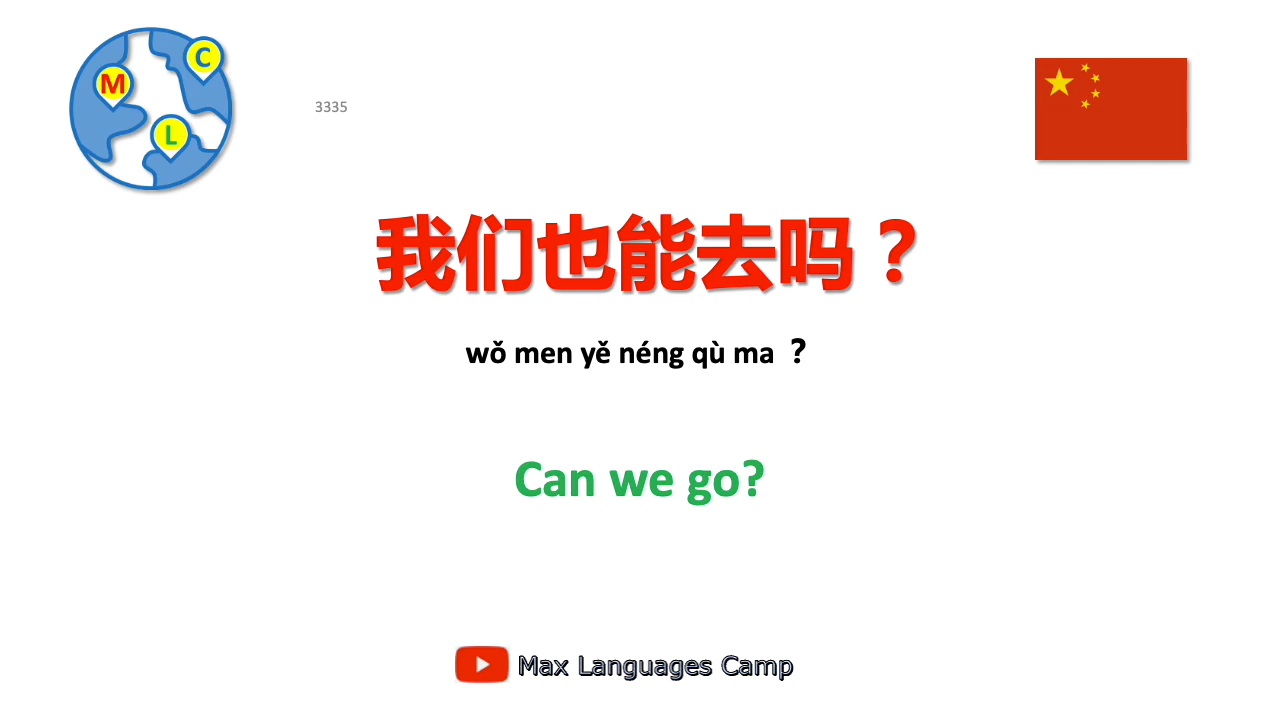 C
M
L
3335
我们也能去吗？
wǒ men yě néng qù ma ？
Can we go?
Max Languages Camp